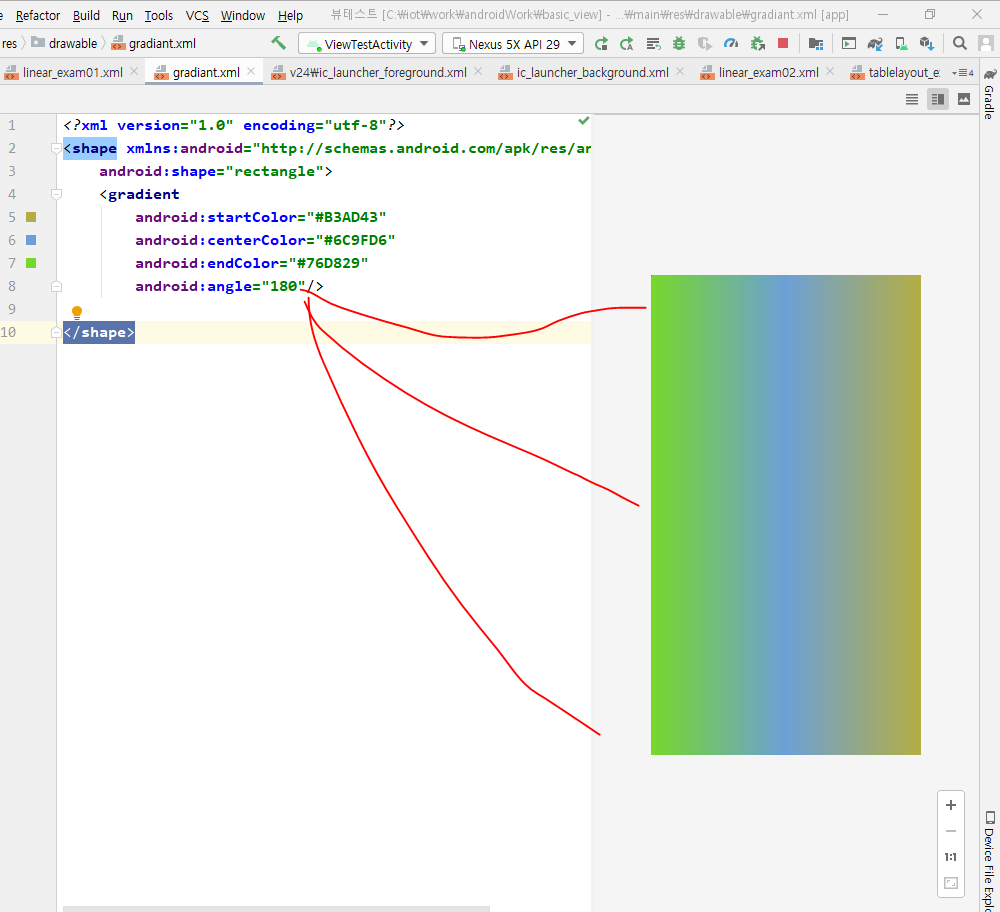 Refactor Build Run Tools VCS Window Help 뷰테스트 [C:₩iot₩work₩androidWork₩basic_view] - ...₩main₩res₩drawable₩gradiant.xml [app]
res drawable gradiant.xml ViewTestActivity Nexus 5X API 29
linear_exam01.xml gradiant.xml v24₩ic_launcher_foreground.xml ic_launcher_background.xml linear_exam02.xml tablelayout_e 4
Gradle
1 <?xml version="1.0" encoding="utf-8"?>
2 <shape xmlns:android="http://schemas.android.com/apk/res/an
3 android:shape="rectangle">
4 <gradient
5 android:startColor="#B3AD43"
6 android:centerColor="#6C9FD6"
7 android:endColor="#76D829"
8 android:angle="180"/>
9
10 </shape>
1:1
Device File Explo